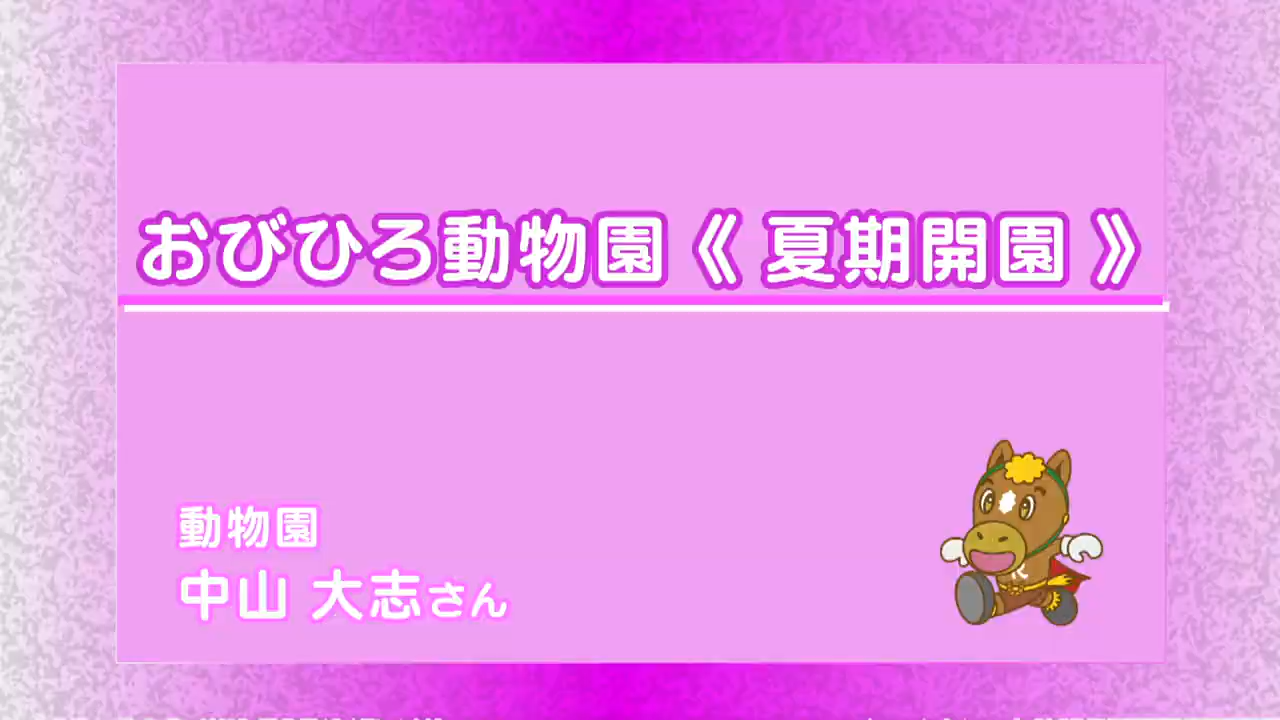 おびひろ動物園《 夏期開園 》
動物園
中山 大志さん